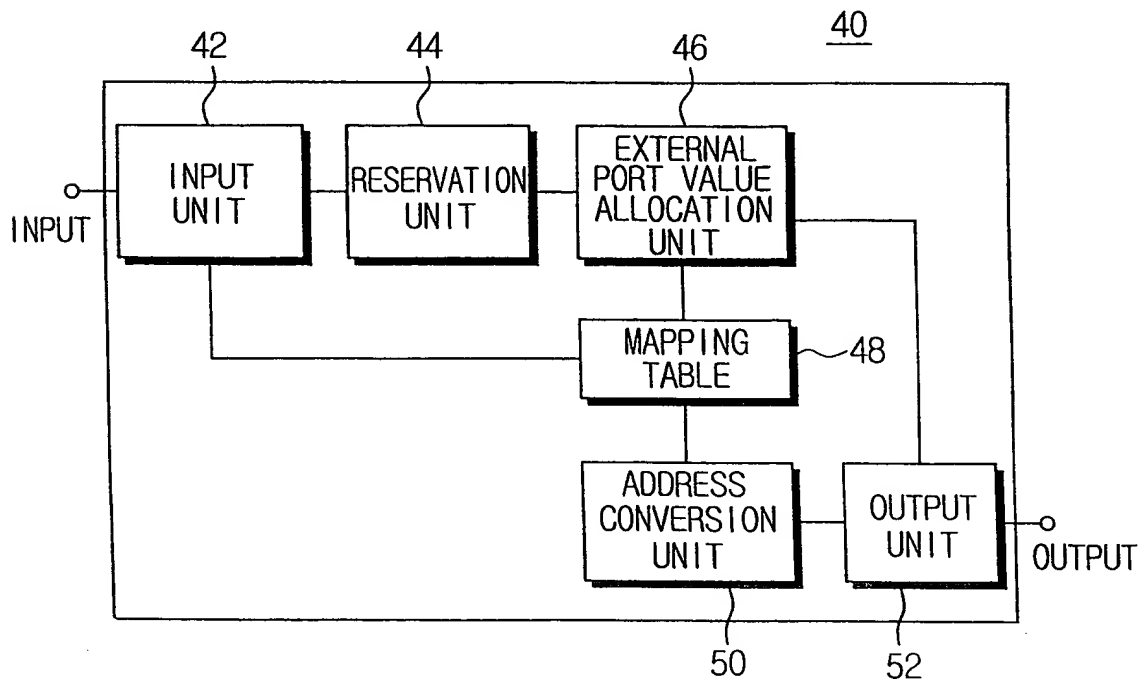 40
42
44
46
INPUT
INPUT
UNIT
RESERVATION
UNIT
EXTERNAL
PORT VALUE
ALLOCATION
UNIT
MAPPING
TABLE
48
ADDRESS
CONVERSION
UNIT
OUTPUT
UNIT
OUTPUT
50
52